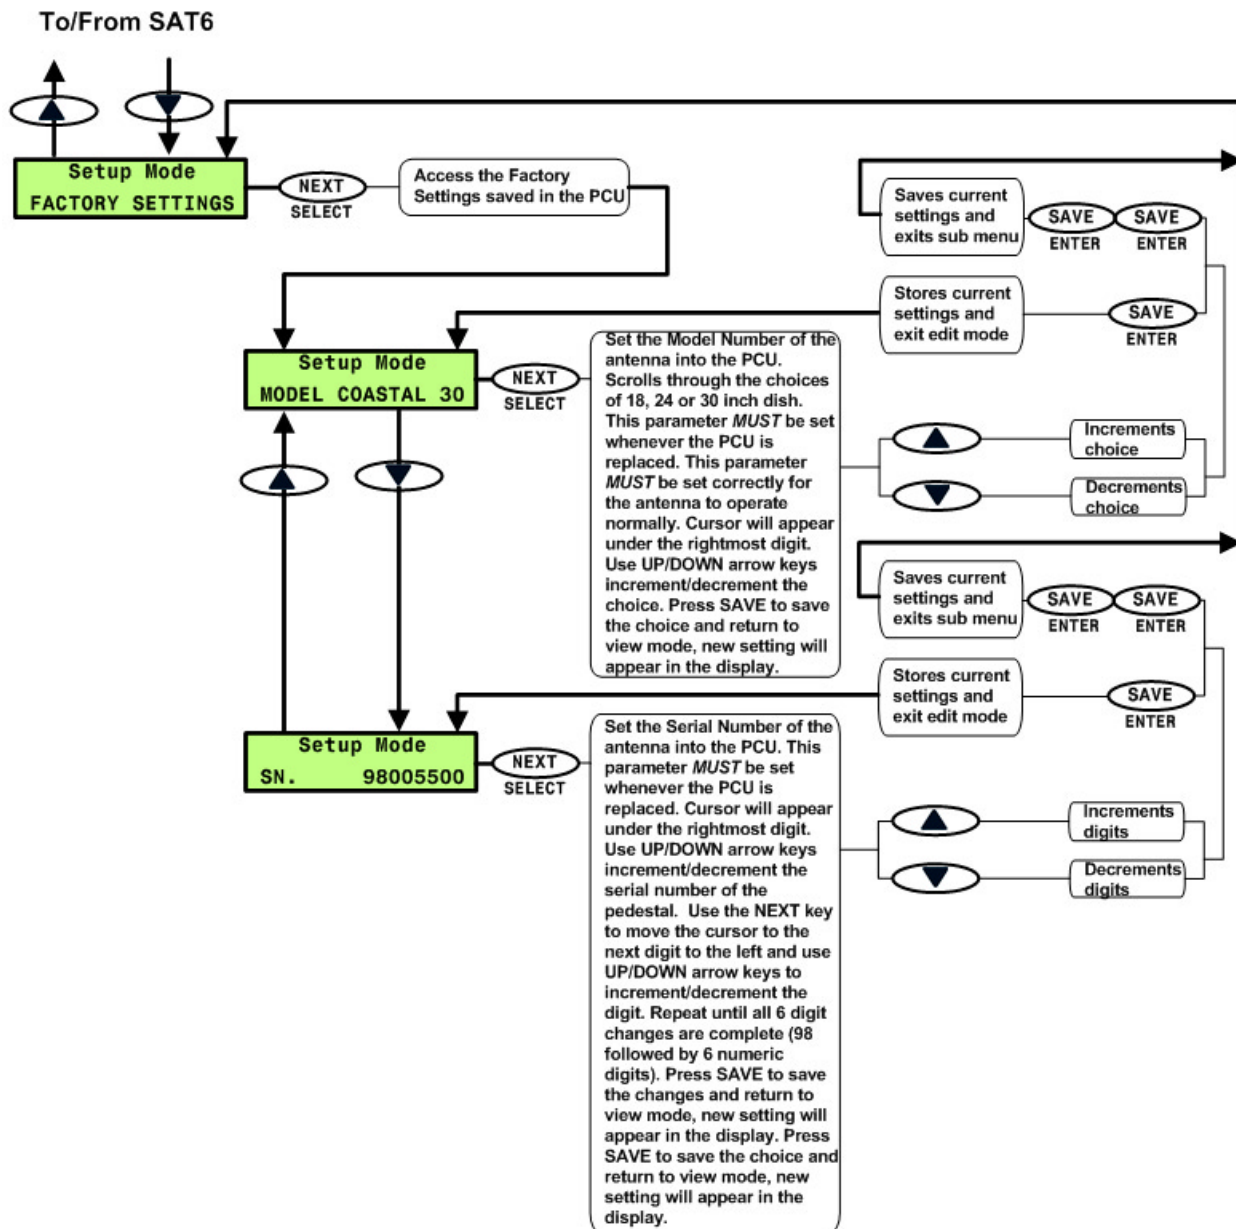 To/From SAT6
Setup Mode
FACTORY SETTINGS
NEXT
SELECT
Access the Factory
Settings saved in the PCU
Saves current
settings and
exits sub menu
SAVE
ENTER
SAVE
ENTER
Stores current
settings and
exit edit mode
SAVE
ENTER
Setup Mode
MODEL COASTAL 30
NEXT
SELECT
Set the Model Number of the
antenna into the PCU.
Scrolls through the choices
of 18, 24 or 30 inch dish.
This parameter MUST be set
whenever the PCU is
replaced. This parameter
MUST be set correctly for
the antenna to operate
normally. Cursor will appear
under the rightmost digit.
Use UP/DOWN arrow keys
increment/decrement the
choice. Press SAVE to save
the choice and return to
view mode, new setting will
appear in the display.
Increments
choice
Decrements
choice
Saves current
settings and
exits sub menu
SAVE
ENTER
SAVE
ENTER
Stores current
settings and
exit edit mode
SAVE
ENTER
Setup Mode
SN. 98005500
NEXT
SELECT
Set the Serial Number of the
antenna into the PCU. This
parameter MUST be set
whenever the PCU is
replaced. Cursor will appear
under the rightmost digit.
Use UP/DOWN arrow keys
increment/decrement the
serial number of the
pedestal. Use the NEXT key
to move the cursor to the
next digit to the left and use
UP/DOWN arrow keys to
increment/decrement the
digit. Repeat until all 6 digit
changes are complete (98
followed by 6 numeric
digits). Press SAVE to save
the changes and return to
view mode, new setting will
appear in the display. Press
SAVE to save the choice and
return to view mode, new
setting will appear in the
display.
Increments
digits
Decrements
digits